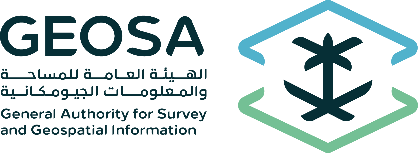 GEOSA
الهيئة العامة للمساحة
والمعلومات الجيومكانية
General Authority for Survey
and Geospatial Information